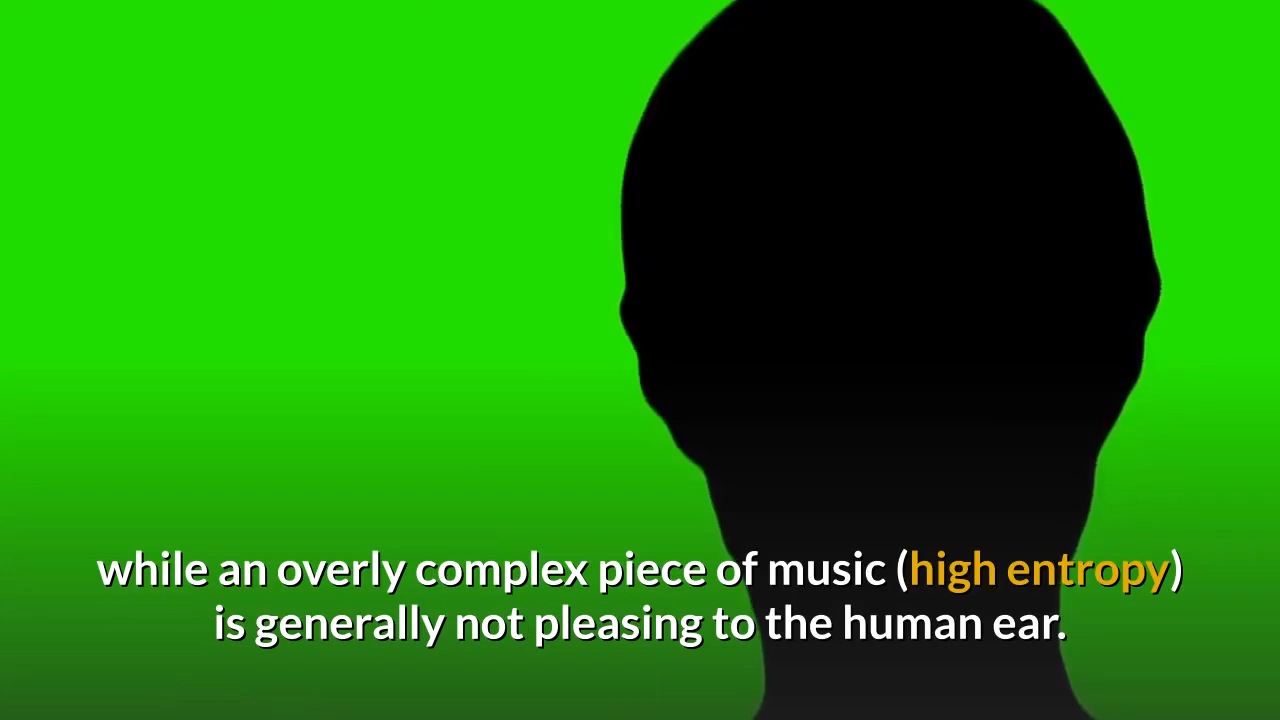 while an overly complex piece of music (high entropy)
is generally not pleasing to the human ear.